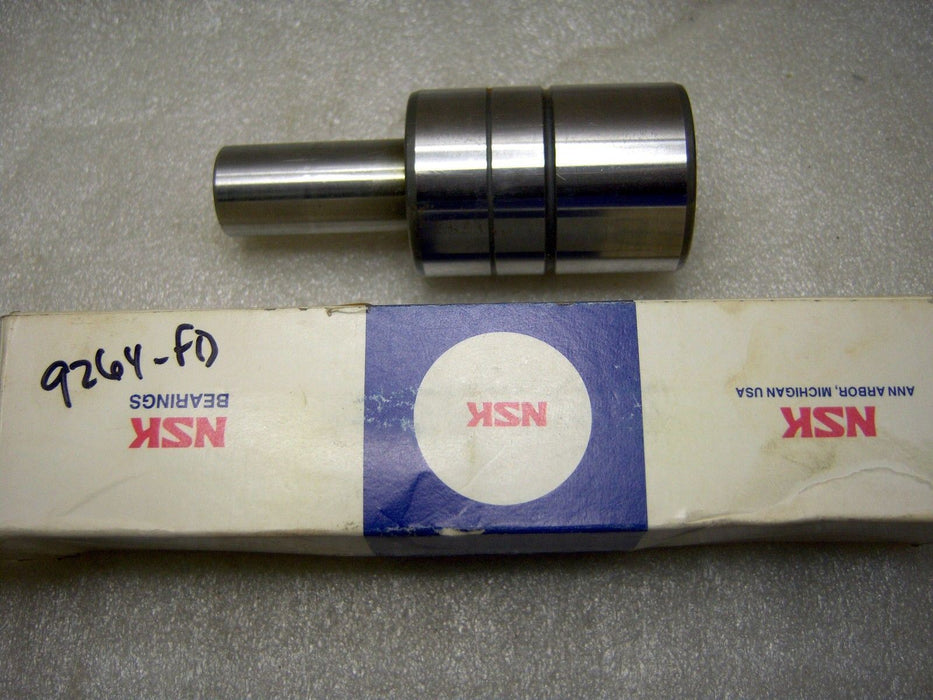 9264-FD
NSK
BEARINGS
NSK
NSK
ANN ARBOR, MICHIGAN USA